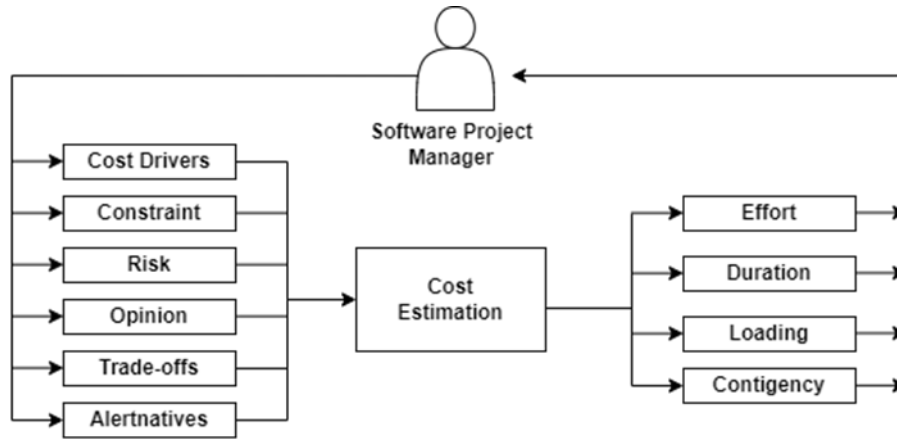 Software Project
Manager
Cost Drivers
Constraint
Risk
Opinion
Trade-offs
Alertnatives
Cost
Estimation
Effort
Duration
Loading
Contigency